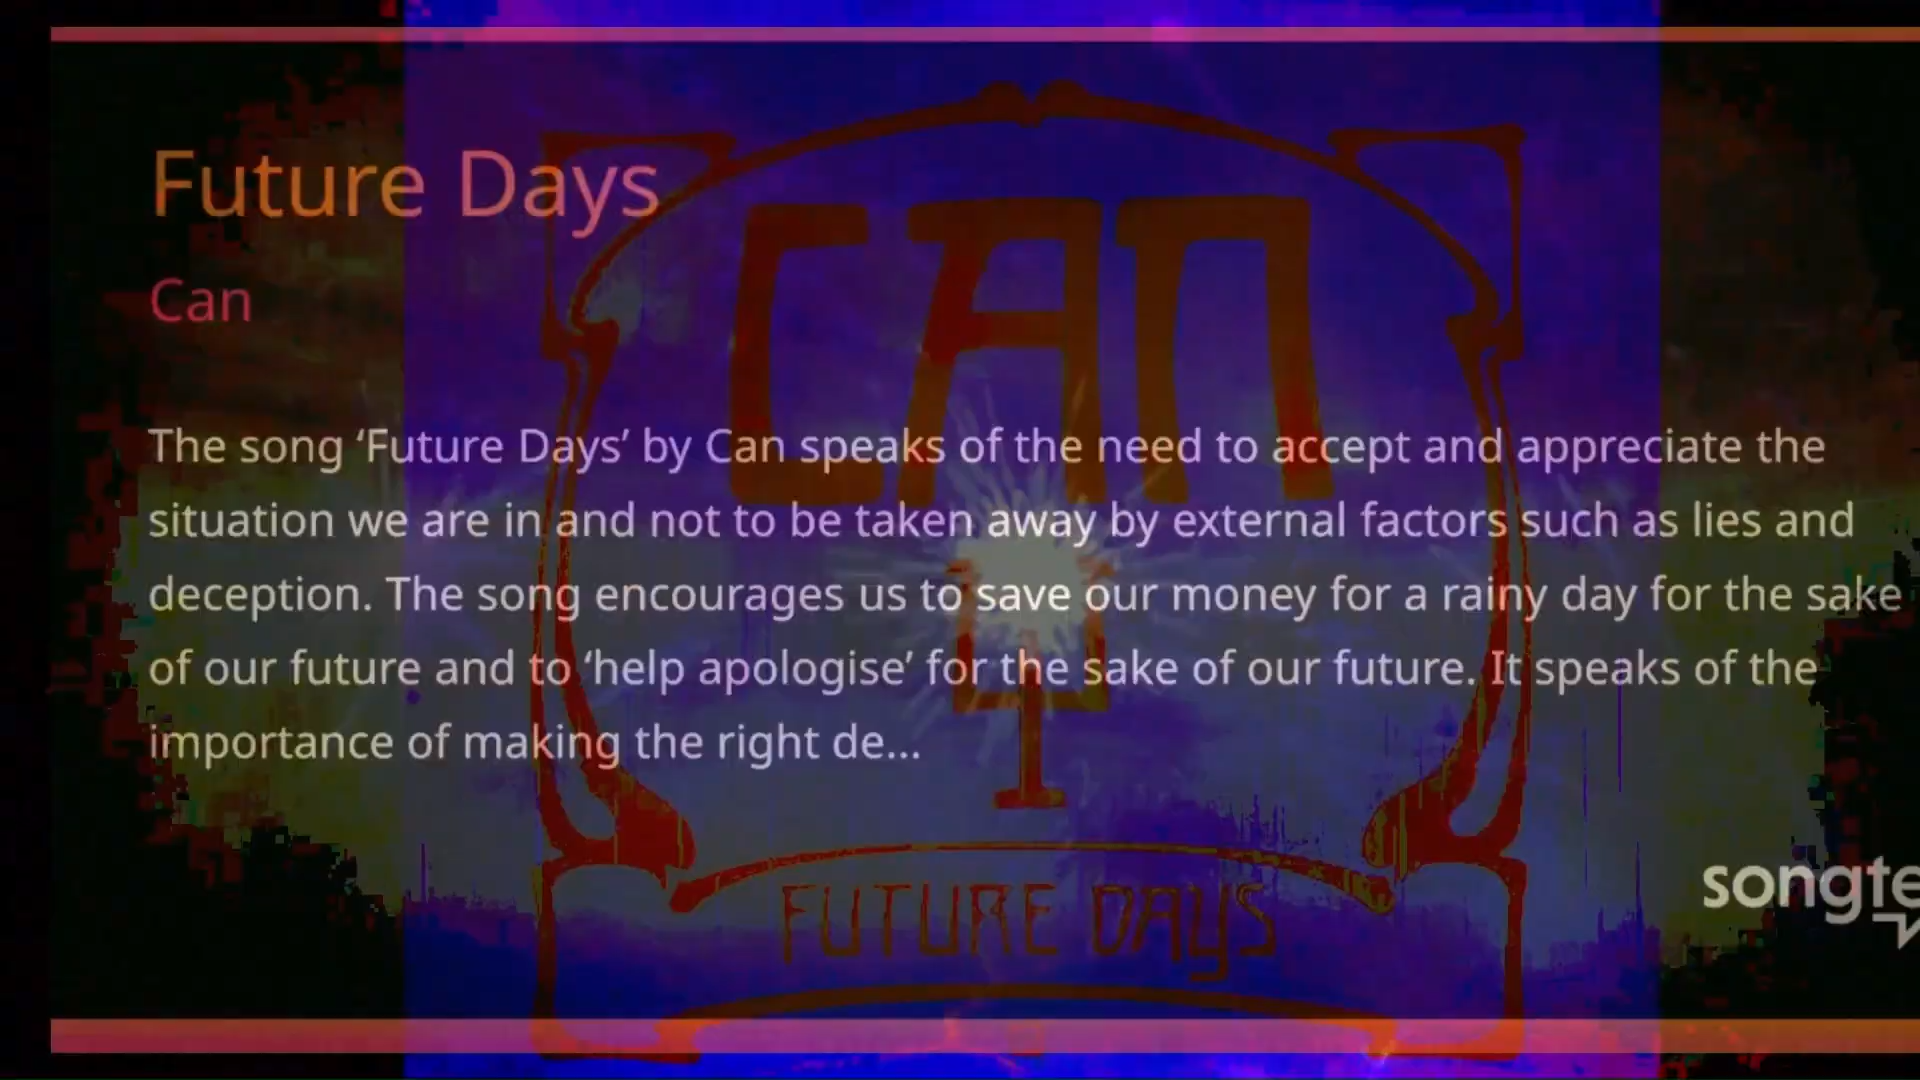 Future Days
Can
CAN
The song ‘Future Days’ by Can speaks of the need to accept and appreciate the
situation we are in and not to be taken away by external factors such as lies and
deception. The song encourages us to save our money for a rainy day for the sake
of our future and to ‘help apologise’ for the sake of our future. It speaks of the
importance of making the right de...
songte
FUTURE DAYS